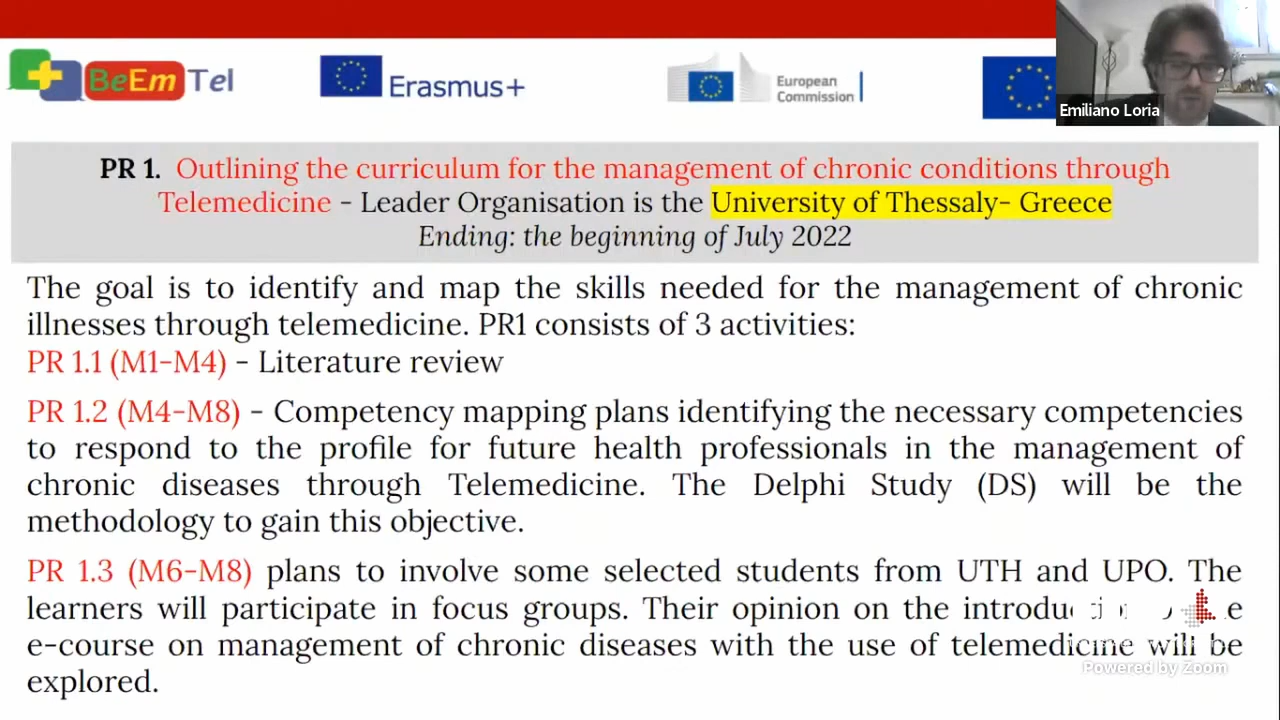 BeEmTel
Erasmus+
European
Commission
Emiliano Loria
PR 1. Outlining the curriculum for the management of chronic conditions through
Telemedicine - Leader Organisation is the University of Thessaly- Greece
Ending: the beginning of July 2022
The goal is to identify and map the skills needed for the management of chronic
illnesses through telemedicine. PR1 consists of 3 activities:
PR 1.1 (M1-M4) - Literature review
PR 1.2 (M4-M8) - Competency mapping plans identifying the necessary competencies
to respond to the profile for future health professionals in the management of
chronic diseases through Telemedicine. The Delphi Study (DS) will be the
methodology to gain this objective.
PR 1.3 (M6-M8) plans to involve some selected students from UTH and UPO. The
learners will participate in focus groups. Their opinion on the
e-course on management of chronic diseases with the use of telemedicine will be
explored.
Powered by Zoom